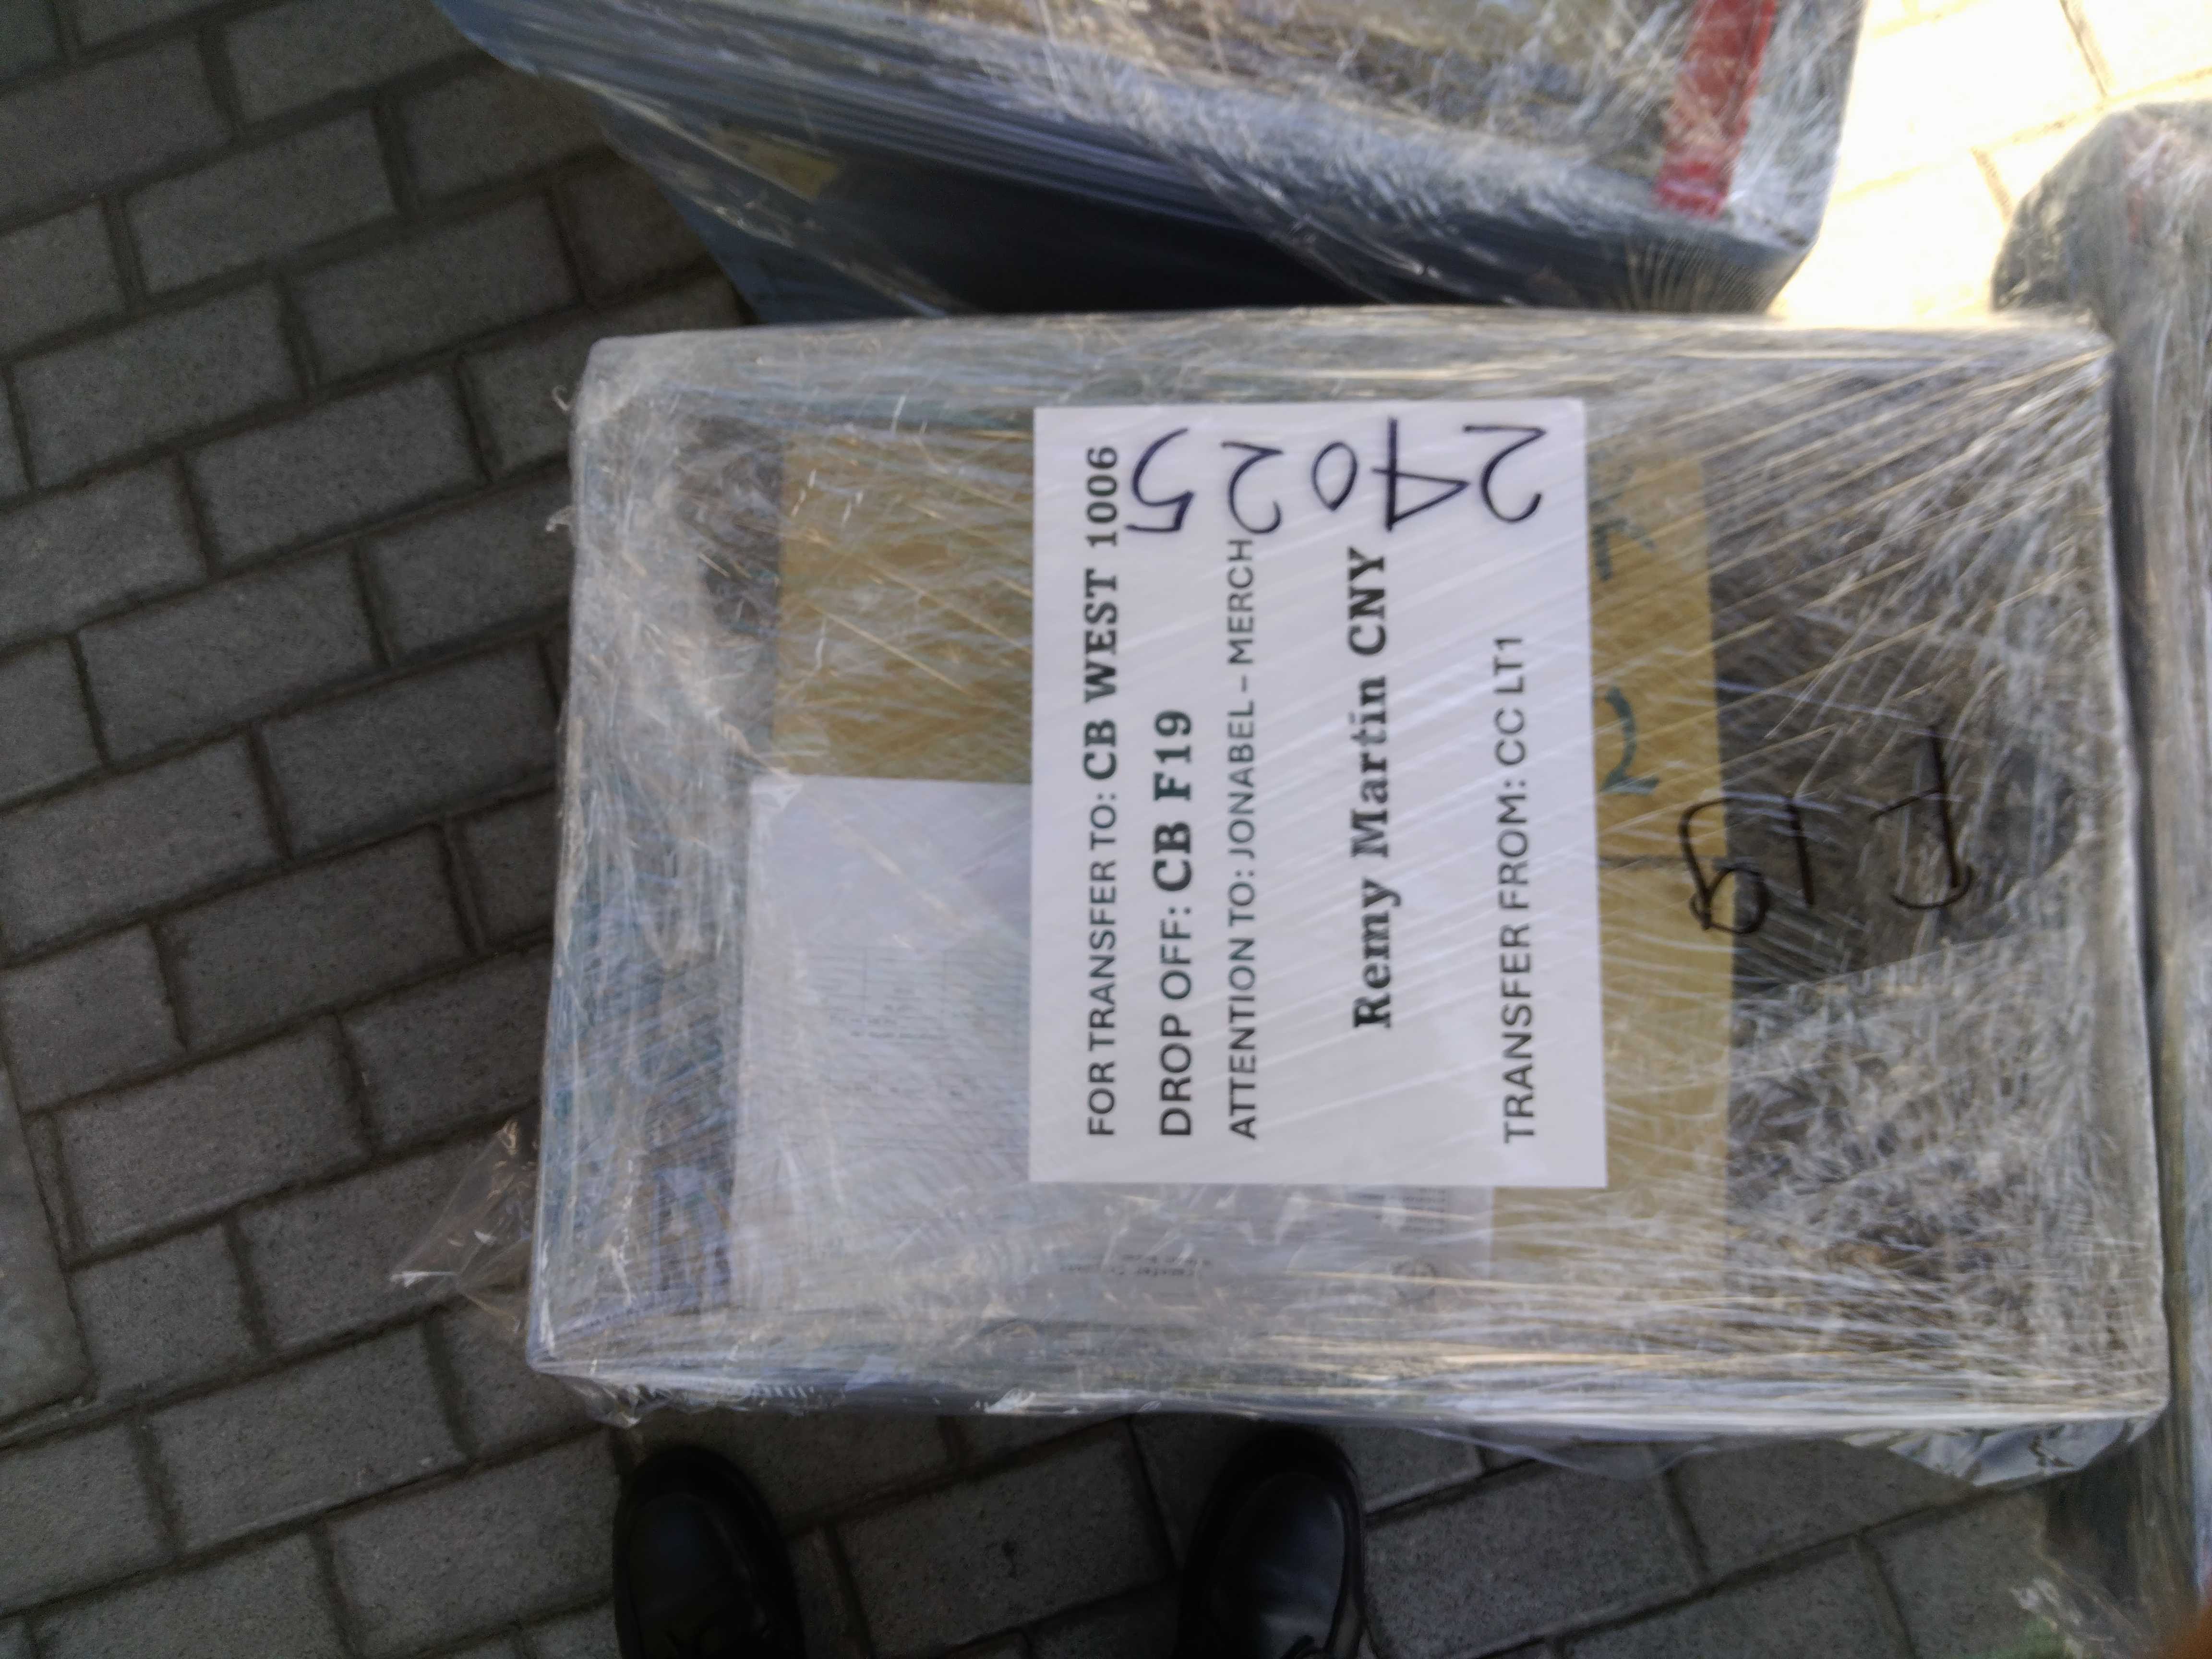 FOR TRANSFER TO: CB WEST 1006
DROP OFF: CB F19
ATTENTION TO: JONABEL – MERCH
Remy Martin CNY
TRANSFER FROM: CC LT1
24025
F19